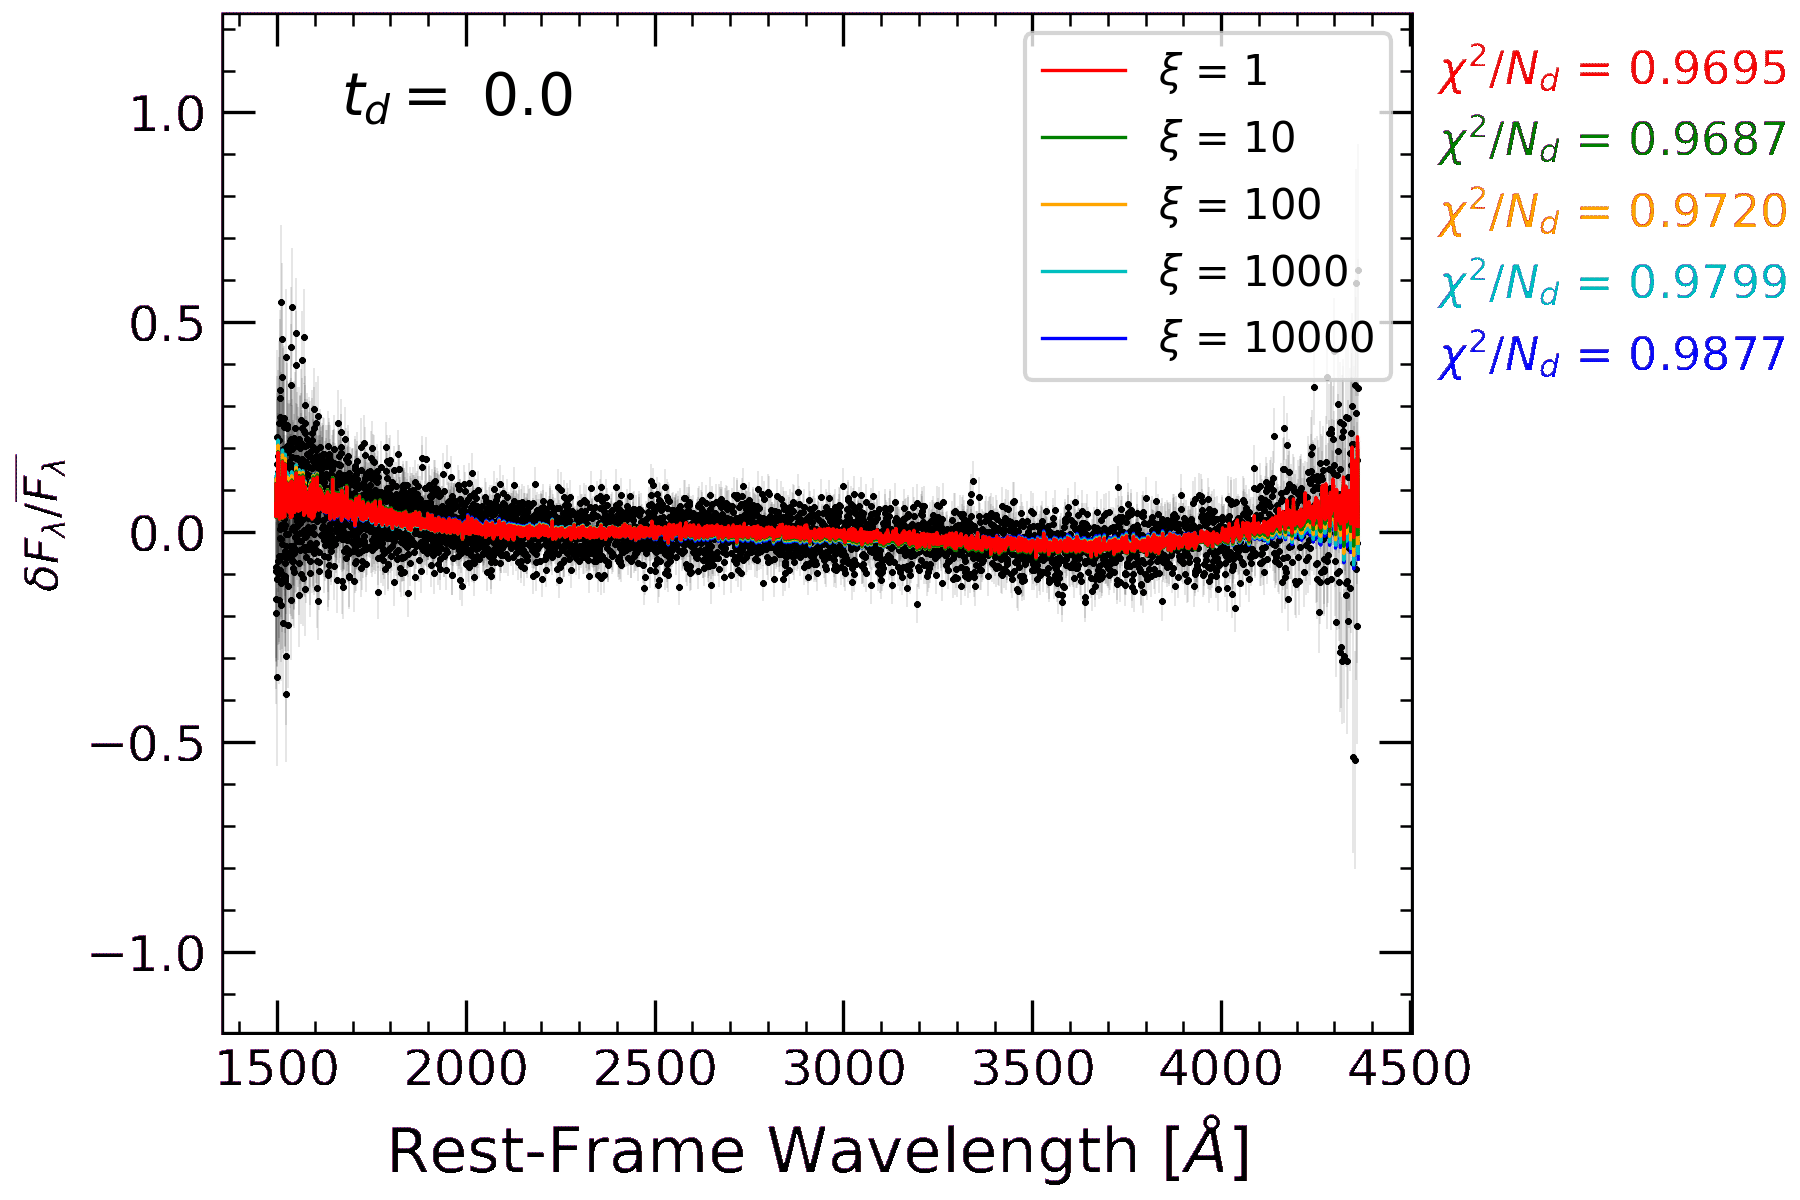 t_d = 0.0
ξ = 1
ξ = 10
ξ = 100
ξ = 1000
ξ = 10000
χ²/N_d = 0.9695
χ²/N_d = 0.9687
χ²/N_d = 0.9720
χ²/N_d = 0.9799
χ²/N_d = 0.9877
δF_λ/F̅_λ
1.0
0.5
0.0
−0.5
−1.0
1500 2000 2500 3000 3500 4000 4500
Rest-Frame Wavelength [Å]